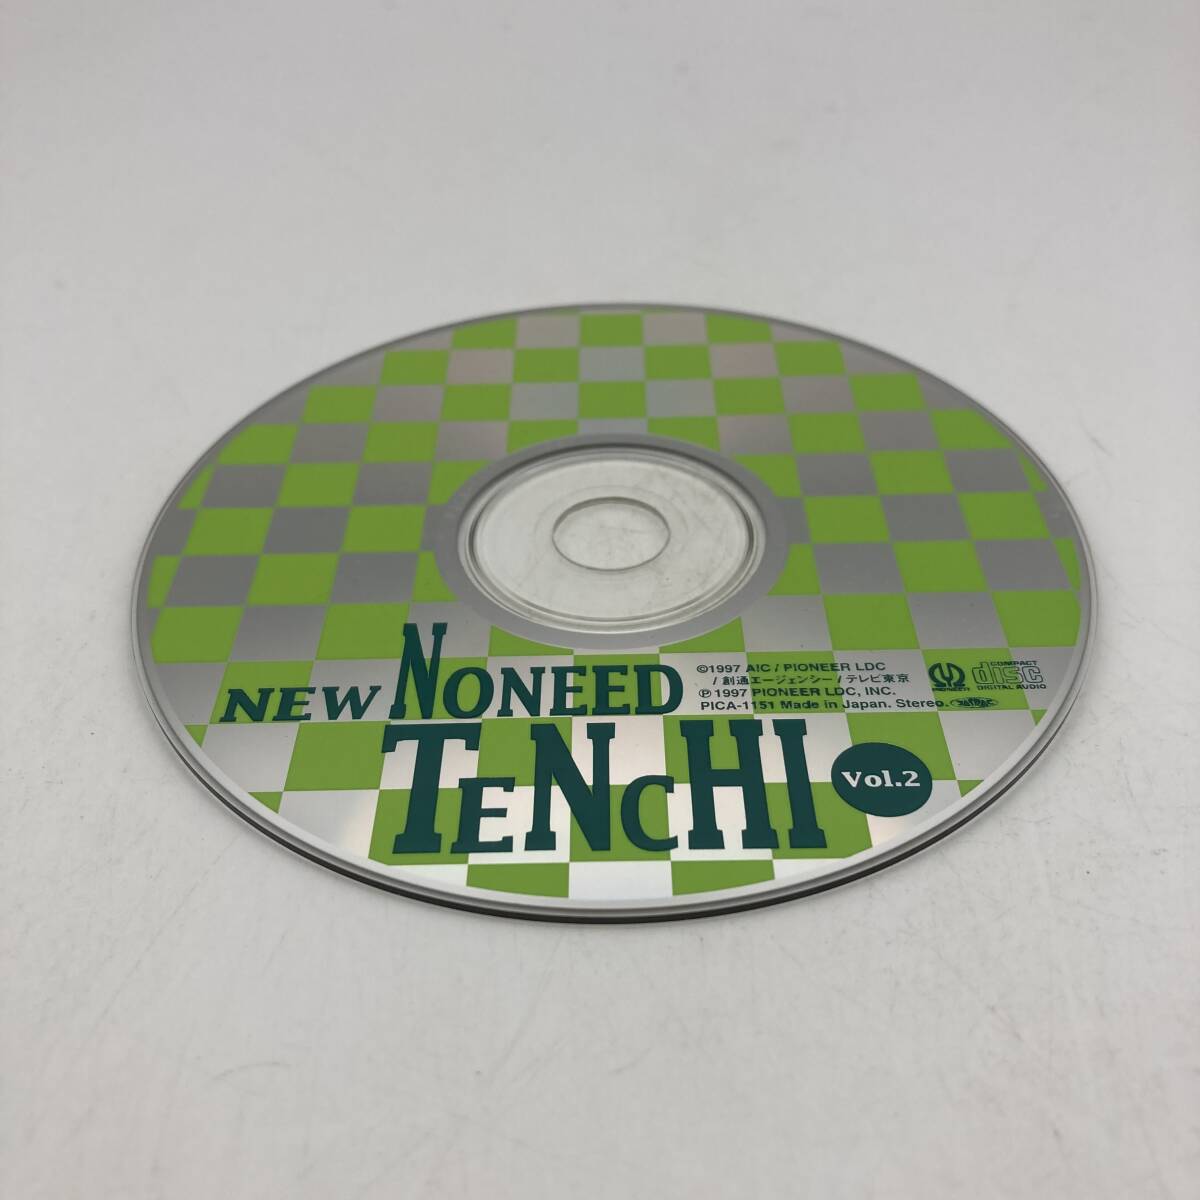 NEW NONEED
TENCHI
Vol.2
©1997 AIC / PIONEER LDC
/ 創通エージェンシー / テレビ東京
℗ 1997 PIONEER LDC, INC.
PICA-1151 Made in Japan. Stereo.
PIONEER
COMPACT
disc
DIGITAL AUDIO